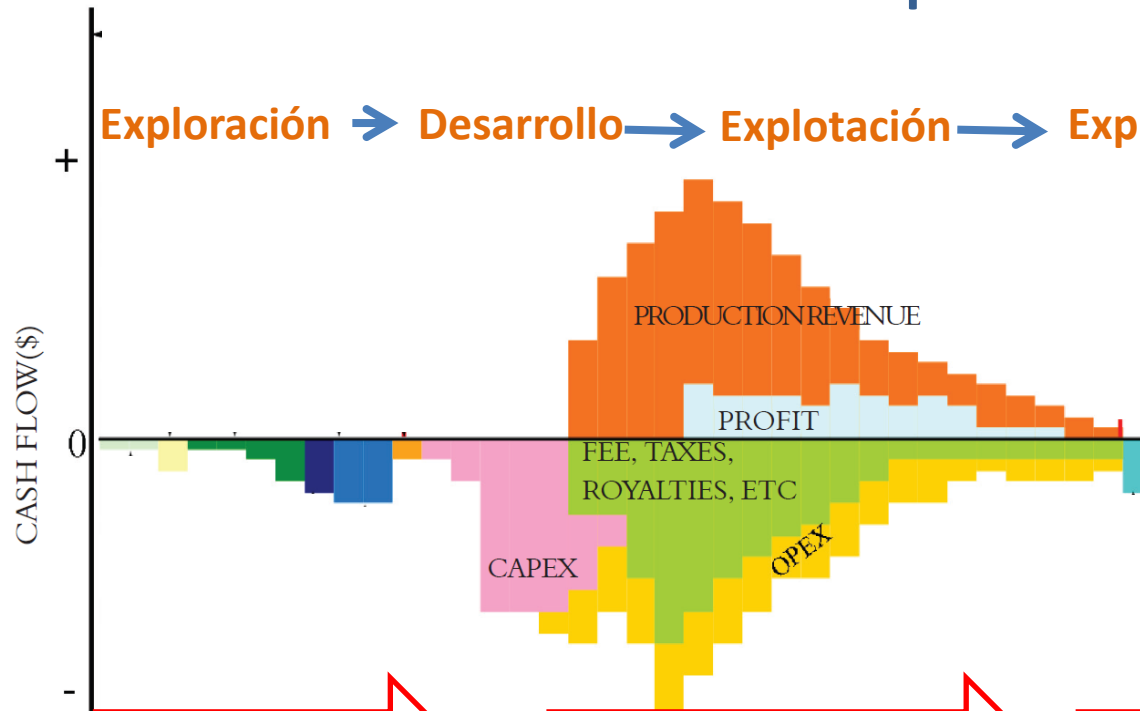 Exploración Desarrollo Explotación Exp
+
CASH FLOW($)
PRODUCTION REVENUE
PROFIT
0
FEE, TAXES,
ROYALTIES, ETC
CAPEX
OPEX
-